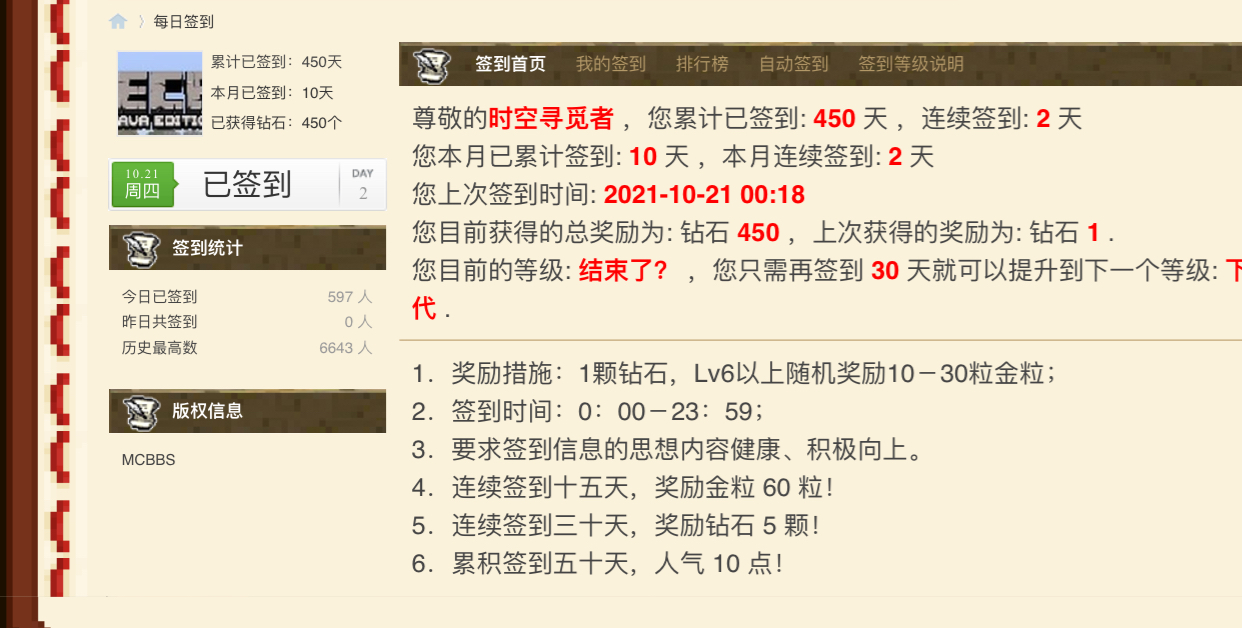 每日签到
累计已签到：450天
本月已签到：10天
已获得钻石：450个
10.21
周四
已签到
DAY
2
签到统计
今日已签到 597 人
昨日共签到 0 人
历史最高数 6643 人
版权信息
MCBBS
签到首页 我的签到 排行榜 自动签到 签到等级说明
尊敬的时空寻觅者 ，您累计已签到: 450 天 ，连续签到: 2 天
您本月已累计签到: 10 天 ，本月连续签到: 2 天
您上次签到时间: 2021-10-21 00:18
您目前获得的总奖励为: 钻石 450 ，上次获得的奖励为: 钻石 1 .
您目前的等级: 结束了？ ，您只需再签到 30 天就可以提升到下一个等级: 下
代 .
1. 奖励措施：1颗钻石，Lv6以上随机奖励10－30粒金粒；
2. 签到时间：0：00－23：59；
3. 要求签到信息的思想内容健康、积极向上。
4. 连续签到十五天，奖励金粒 60 粒！
5. 连续签到三十天，奖励钻石 5 颗！
6. 累积签到五十天，人气 10 点！